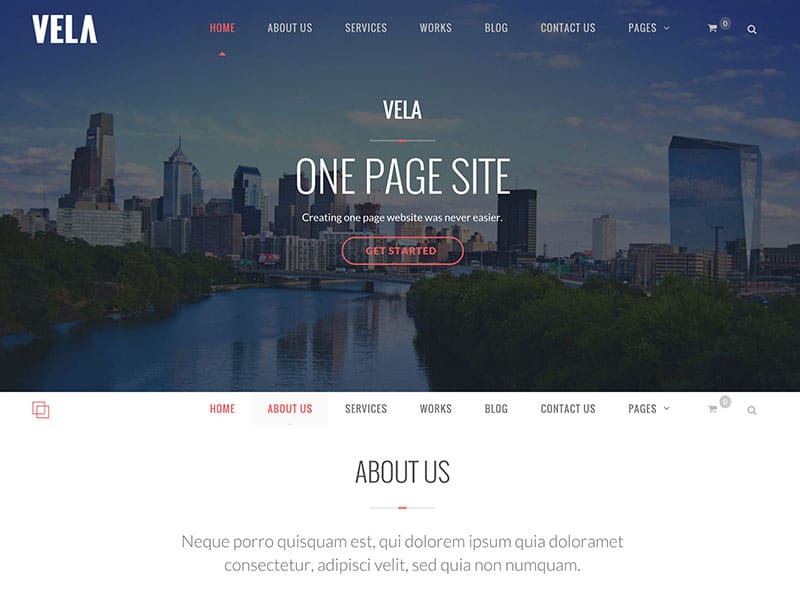 VELA
HOME ABOUT US SERVICES WORKS BLOG CONTACT US PAGES 0
VELA
ONE PAGE SITE
Creating one page website was never easier.
GET STARTED
HOME ABOUT US SERVICES WORKS BLOG CONTACT US PAGES 0
ABOUT US
Neque porro quisquam est, qui dolorem ipsum quia doloramet
consectetur, adipisci velit, sed quia non numquam.